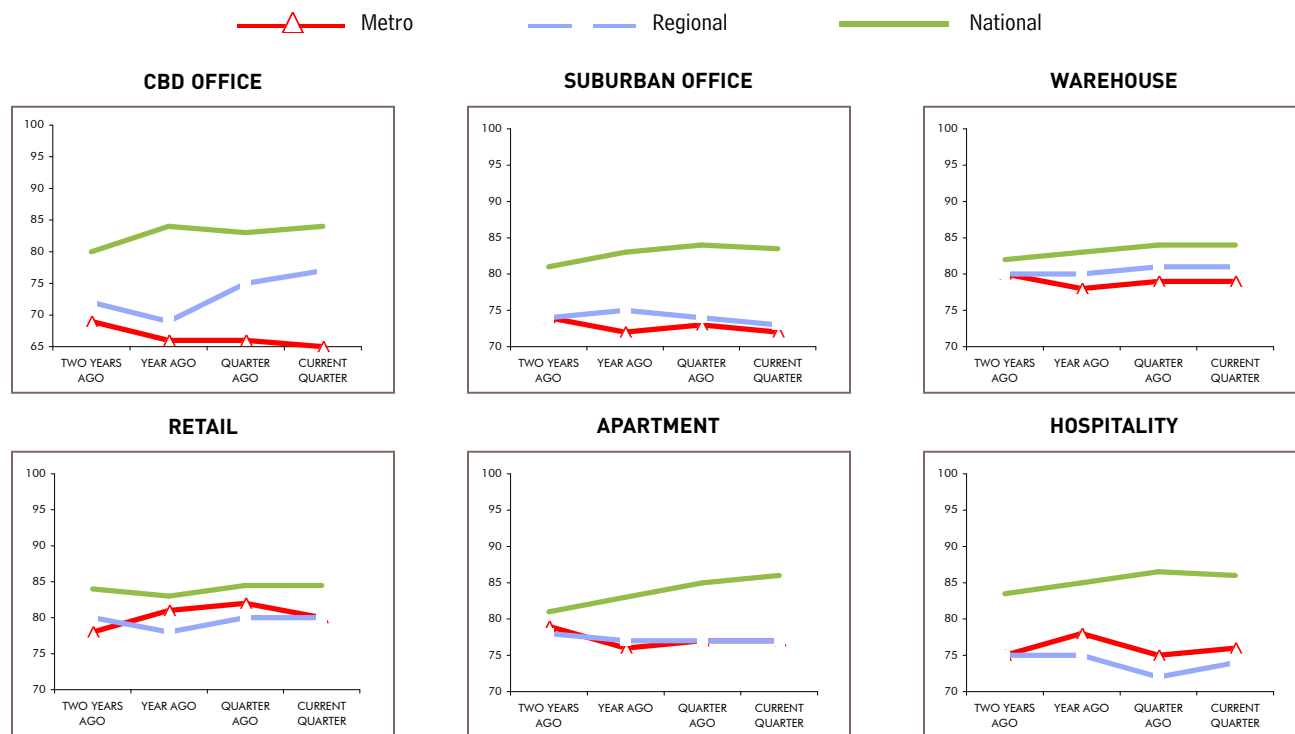 Metro Regional National
CBD OFFICE
100
95
90
85
80
75
70
65
TWO YEARS AGO
YEAR AGO
QUARTER AGO
CURRENT QUARTER
SUBURBAN OFFICE
100
95
90
85
80
75
70
TWO YEARS AGO
YEAR AGO
QUARTER AGO
CURRENT QUARTER
WAREHOUSE
100
95
90
85
80
75
70
TWO YEARS AGO
YEAR AGO
QUARTER AGO
CURRENT QUARTER
RETAIL
100
95
90
85
80
75
70
TWO YEARS AGO
YEAR AGO
QUARTER AGO
CURRENT QUARTER
APARTMENT
100
95
90
85
80
75
70
TWO YEARS AGO
YEAR AGO
QUARTER AGO
CURRENT QUARTER
HOSPITALITY
100
95
90
85
80
75
70
TWO YEARS AGO
YEAR AGO
QUARTER AGO
CURRENT QUARTER